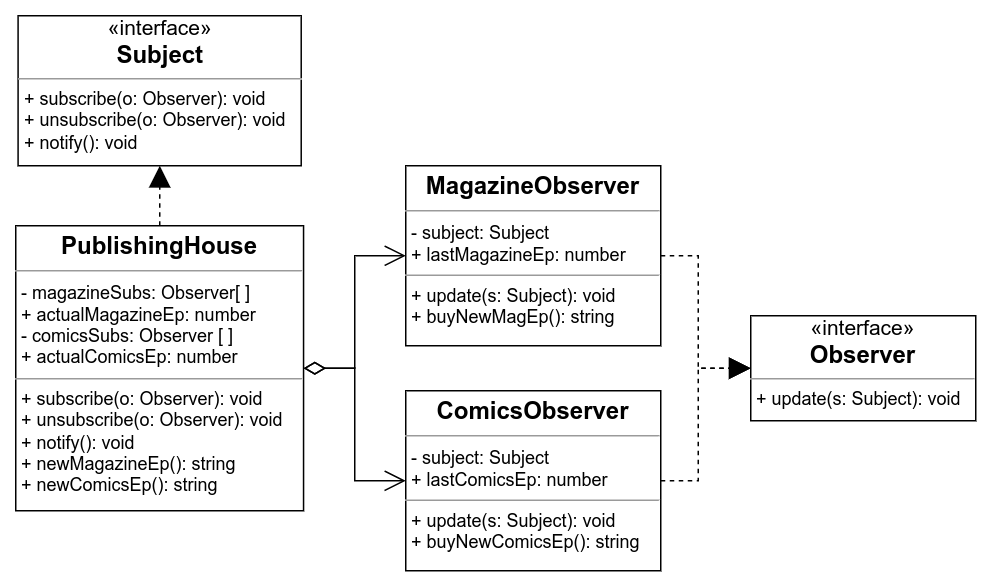 «interface»
Subject
+ subscribe(o: Observer): void
+ unsubscribe(o: Observer): void
+ notify(): void
PublishingHouse
- magazineSubs: Observer[ ]
+ actualMagazineEp: number
- comicsSubs: Observer [ ]
+ actualComicsEp: number
+ subscribe(o: Observer): void
+ unsubscribe(o: Observer): void
+ notify(): void
+ newMagazineEp(): string
+ newComicsEp(): string
MagazineObserver
- subject: Subject
+ lastMagazineEp: number
+ update(s: Subject): void
+ buyNewMagEp(): string
ComicsObserver
- subject: Subject
+ lastComicsEp: number
+ update(s: Subject): void
+ buyNewComicsEp(): string
«interface»
Observer
+ update(s: Subject): void